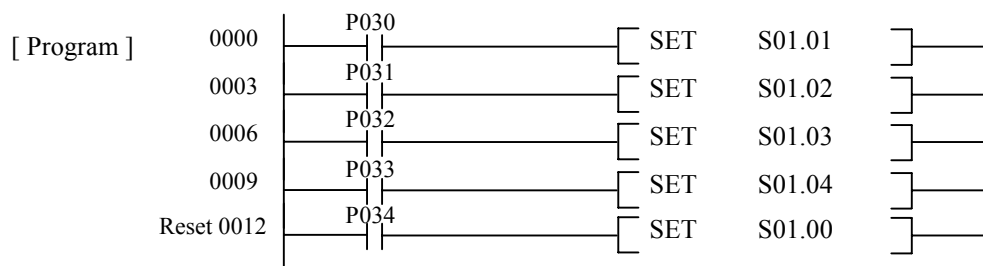 P030
[ Program ] 0000 SET S01.01
P031
0003 SET S01.02
P032
0006 SET S01.03
P033
0009 SET S01.04
P034
Reset 0012 SET S01.00